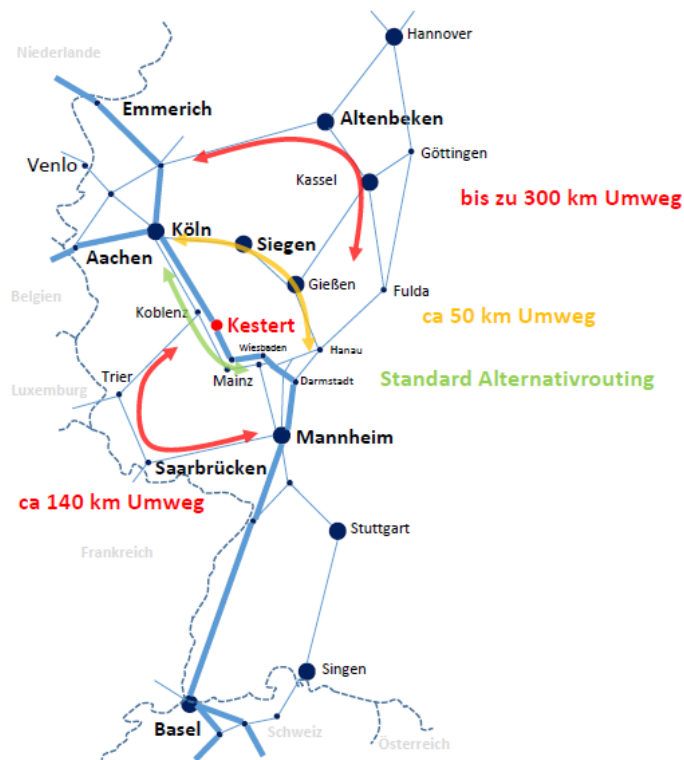 Hannover
Niederlande
Emmerich
Altenbeken
Göttingen
Venlo
Kassel
bis zu 300 km Umweg
Köln
Siegen
Aachen
Gießen
Fulda
Belgien
Koblenz
Kestert
ca 50 km Umweg
Wiesbaden
Hanau
Trier
Mainz
Darmstadt
Standard Alternativrouting
Luxemburg
Mannheim
Saarbrücken
ca 140 km Umweg
Stuttgart
Frankreich
Singen
Basel
Schweiz
Österreich